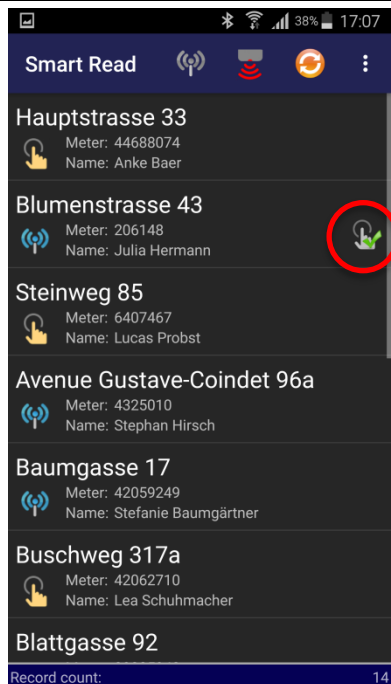 38% 17:07
Smart Read
Hauptstrasse 33
Meter: 44688074
Name: Anke Baer
Blumenstrasse 43
Meter: 206148
Name: Julia Hermann
Steinweg 85
Meter: 6407467
Name: Lucas Probst
Avenue Gustave-Coindet 96a
Meter: 4325010
Name: Stephan Hirsch
Baumgasse 17
Meter: 42059249
Name: Stefanie Baumgärtner
Buschweg 317a
Meter: 42062710
Name: Lea Schuhmacher
Blattgasse 92
Record count: 14